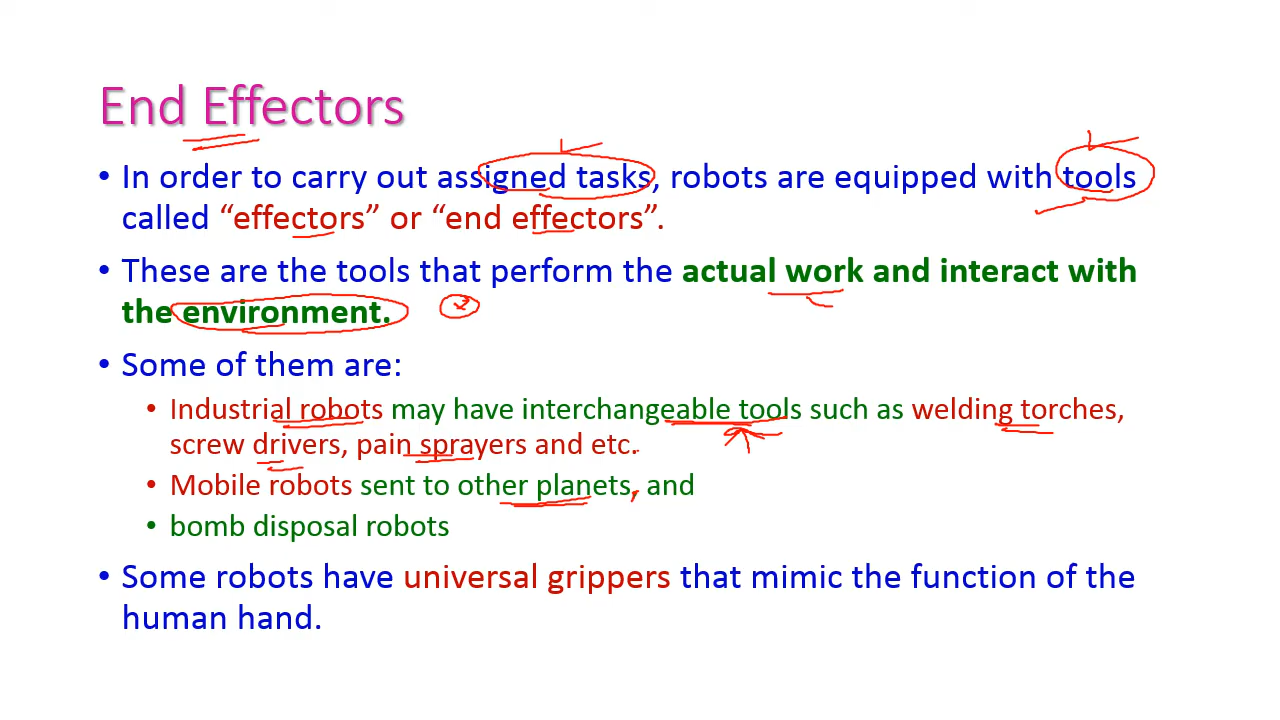 End Effectors
• In order to carry out assigned tasks, robots are equipped with tools
called “effectors” or “end effectors”.
• These are the tools that perform the actual work and interact with
the environment.
• Some of them are:
• Industrial robots may have interchangeable tools such as welding torches,
screw drivers, pain sprayers and etc.
• Mobile robots sent to other planets, and
• bomb disposal robots
• Some robots have universal grippers that mimic the function of the
human hand.